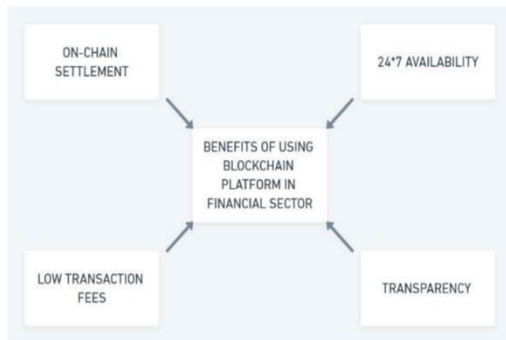 ON-CHAIN
SETTLEMENT
24*7 AVAILABILITY
BENEFITS OF USING
BLOCKCHAIN
PLATFORM IN
FINANCIAL SECTOR
LOW TRANSACTION
FEES
TRANSPARENCY